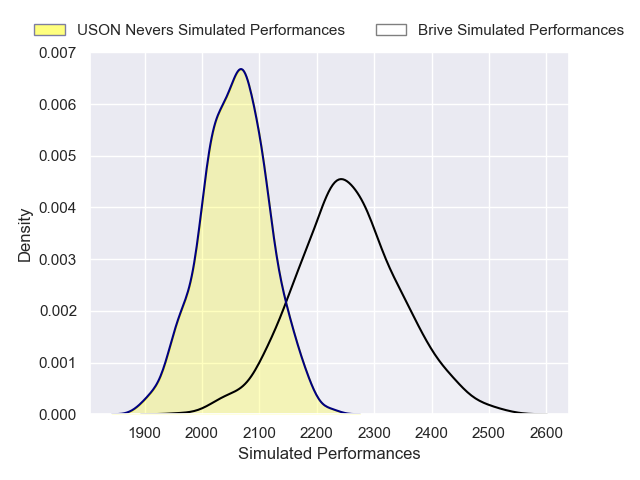 USON Nevers Simulated Performances
Brive Simulated Performances
0.007
0.006
0.005
0.004
0.003
0.002
0.001
0.000
Density
1900 2000 2100 2200 2300 2400 2500 2600
Simulated Performances